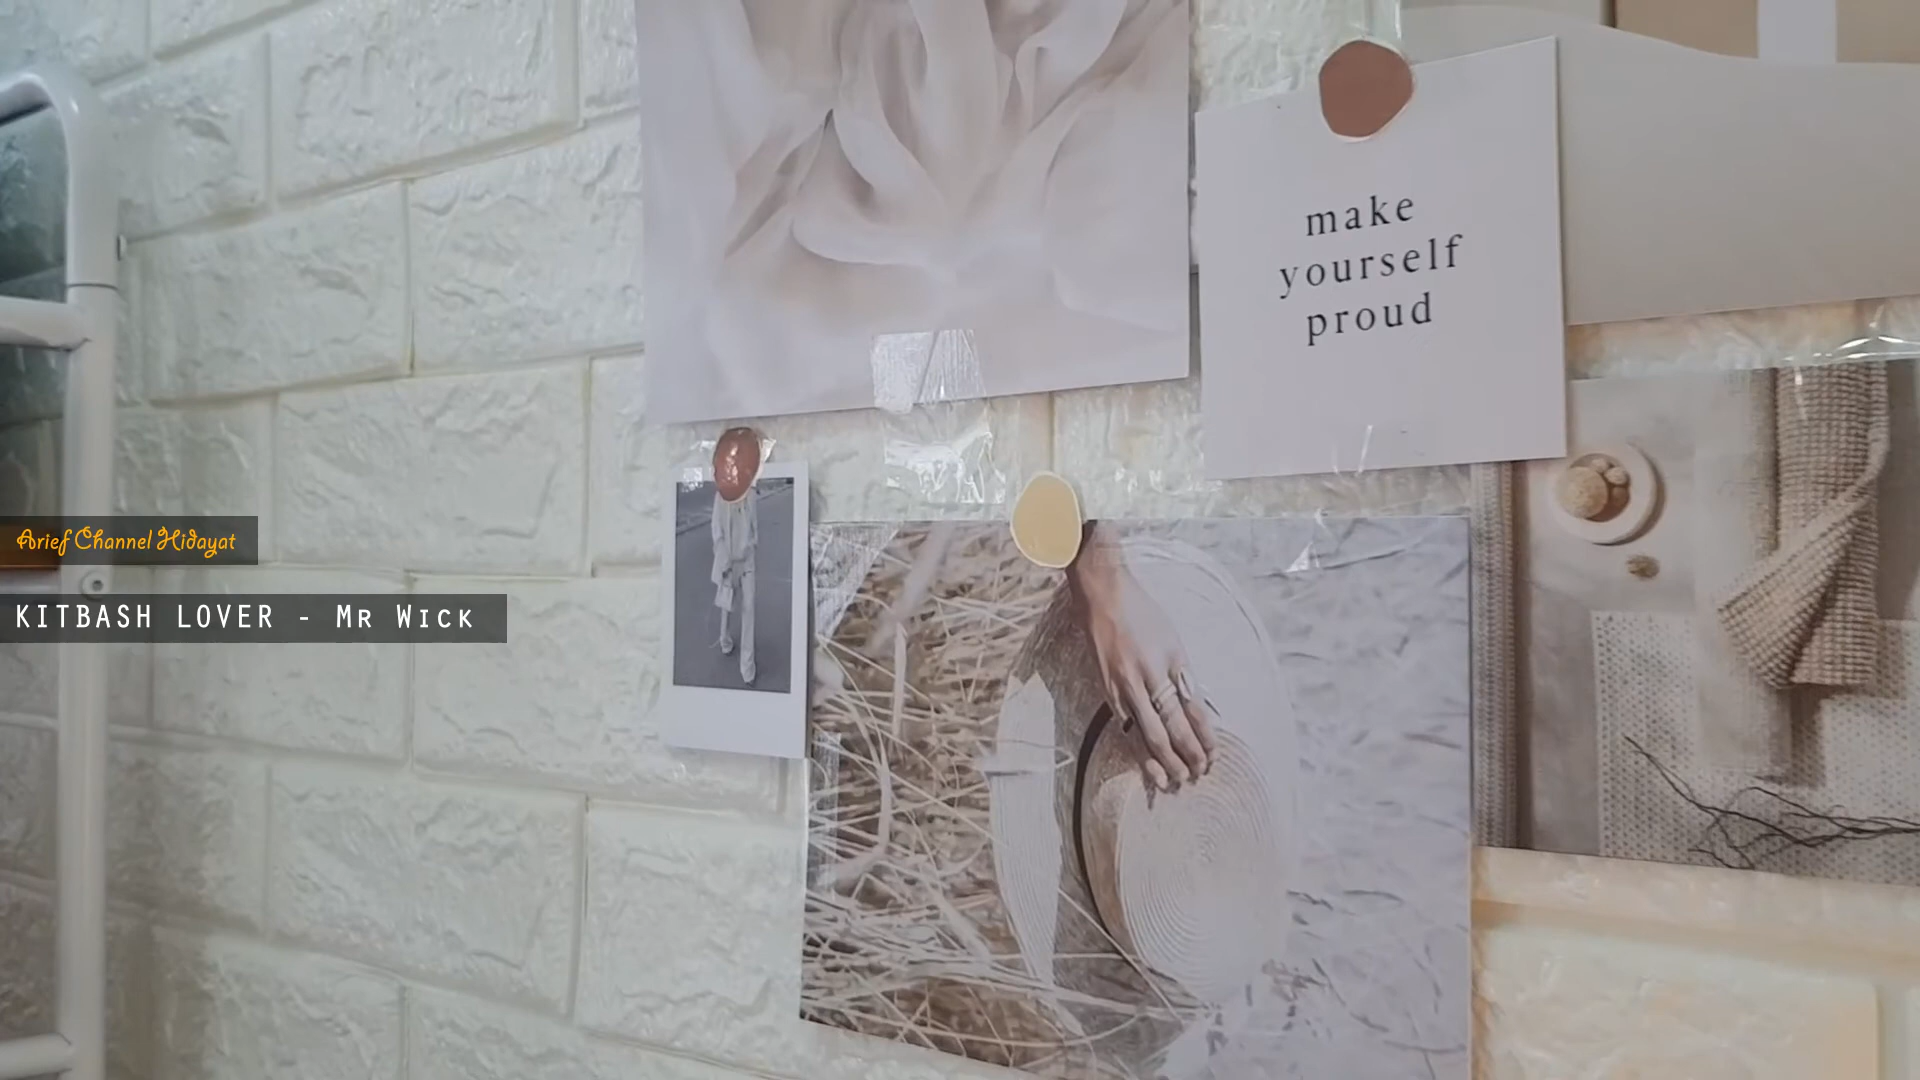 make
yourself
proud
Arief Channel Hidayat
KITBASH LOVER - Mr Wick